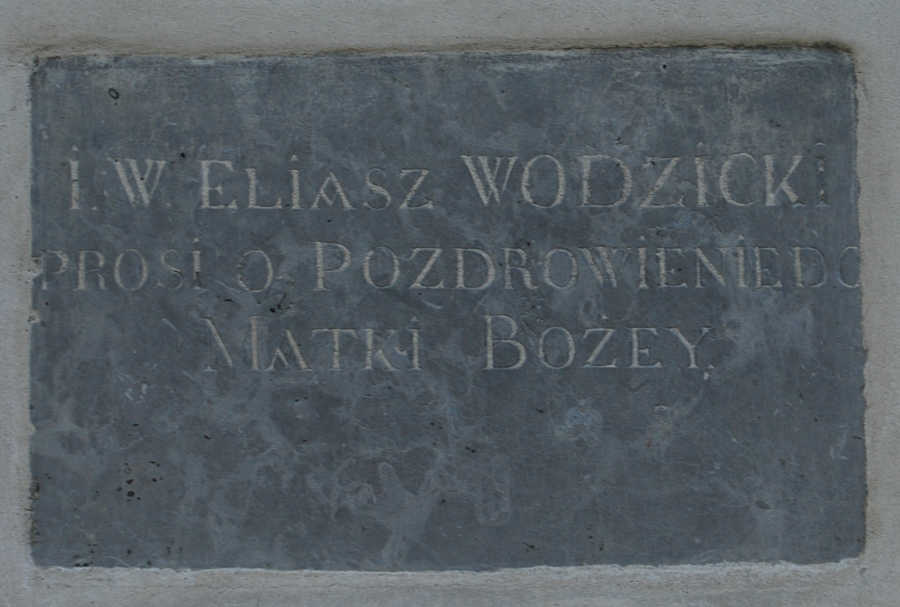 I. W. ELIASZ WODZICKI
PROSI O POZDROWIENIE DO
MATKI BOZEY.